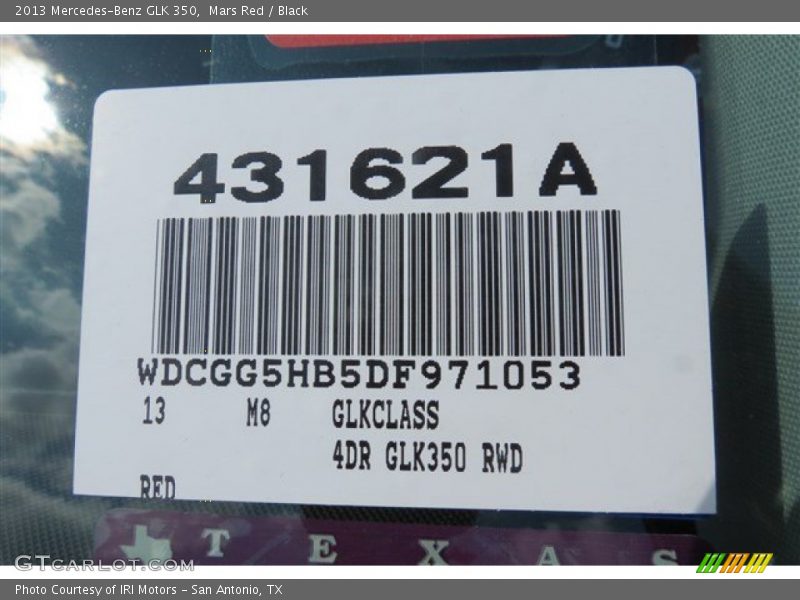 2013 Mercedes-Benz GLK 350, Mars Red / Black
431621A
WDCGG5HB5DF971053
13 M8 GLKCLASS
4DR GLK350 RWD
RED
TEXAS
GTCARLOT.COM
Photo Courtesy of IRI Motors - San Antonio, TX